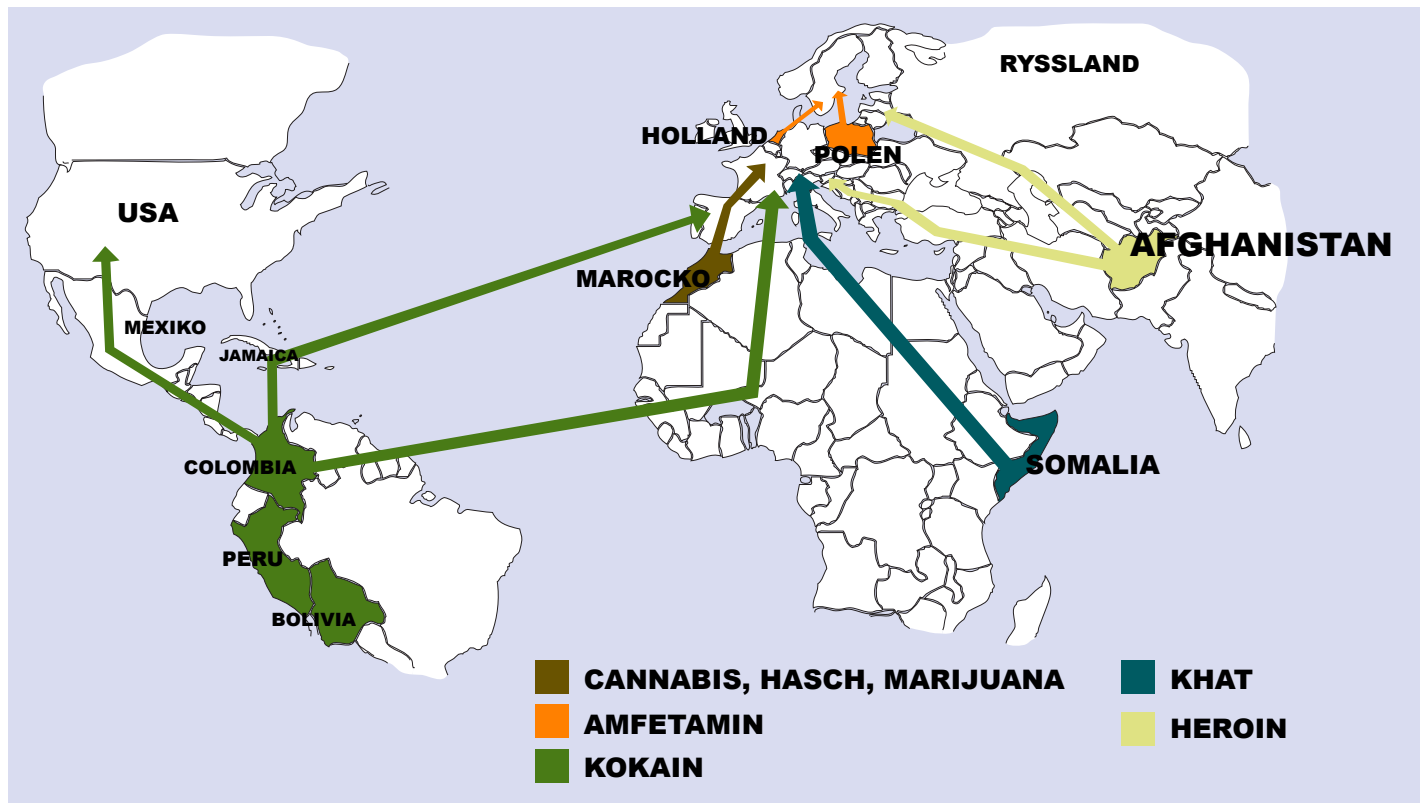 RYSSLAND
HOLLAND
POLEN
USA
AFGHANISTAN
MAROCKO
MEXIKO
JAMAICA
COLOMBIA
SOMALIA
PERU
BOLIVIA
CANNABIS, HASCH, MARIJUANA
KHAT
AMFETAMIN
HEROIN
KOKAIN